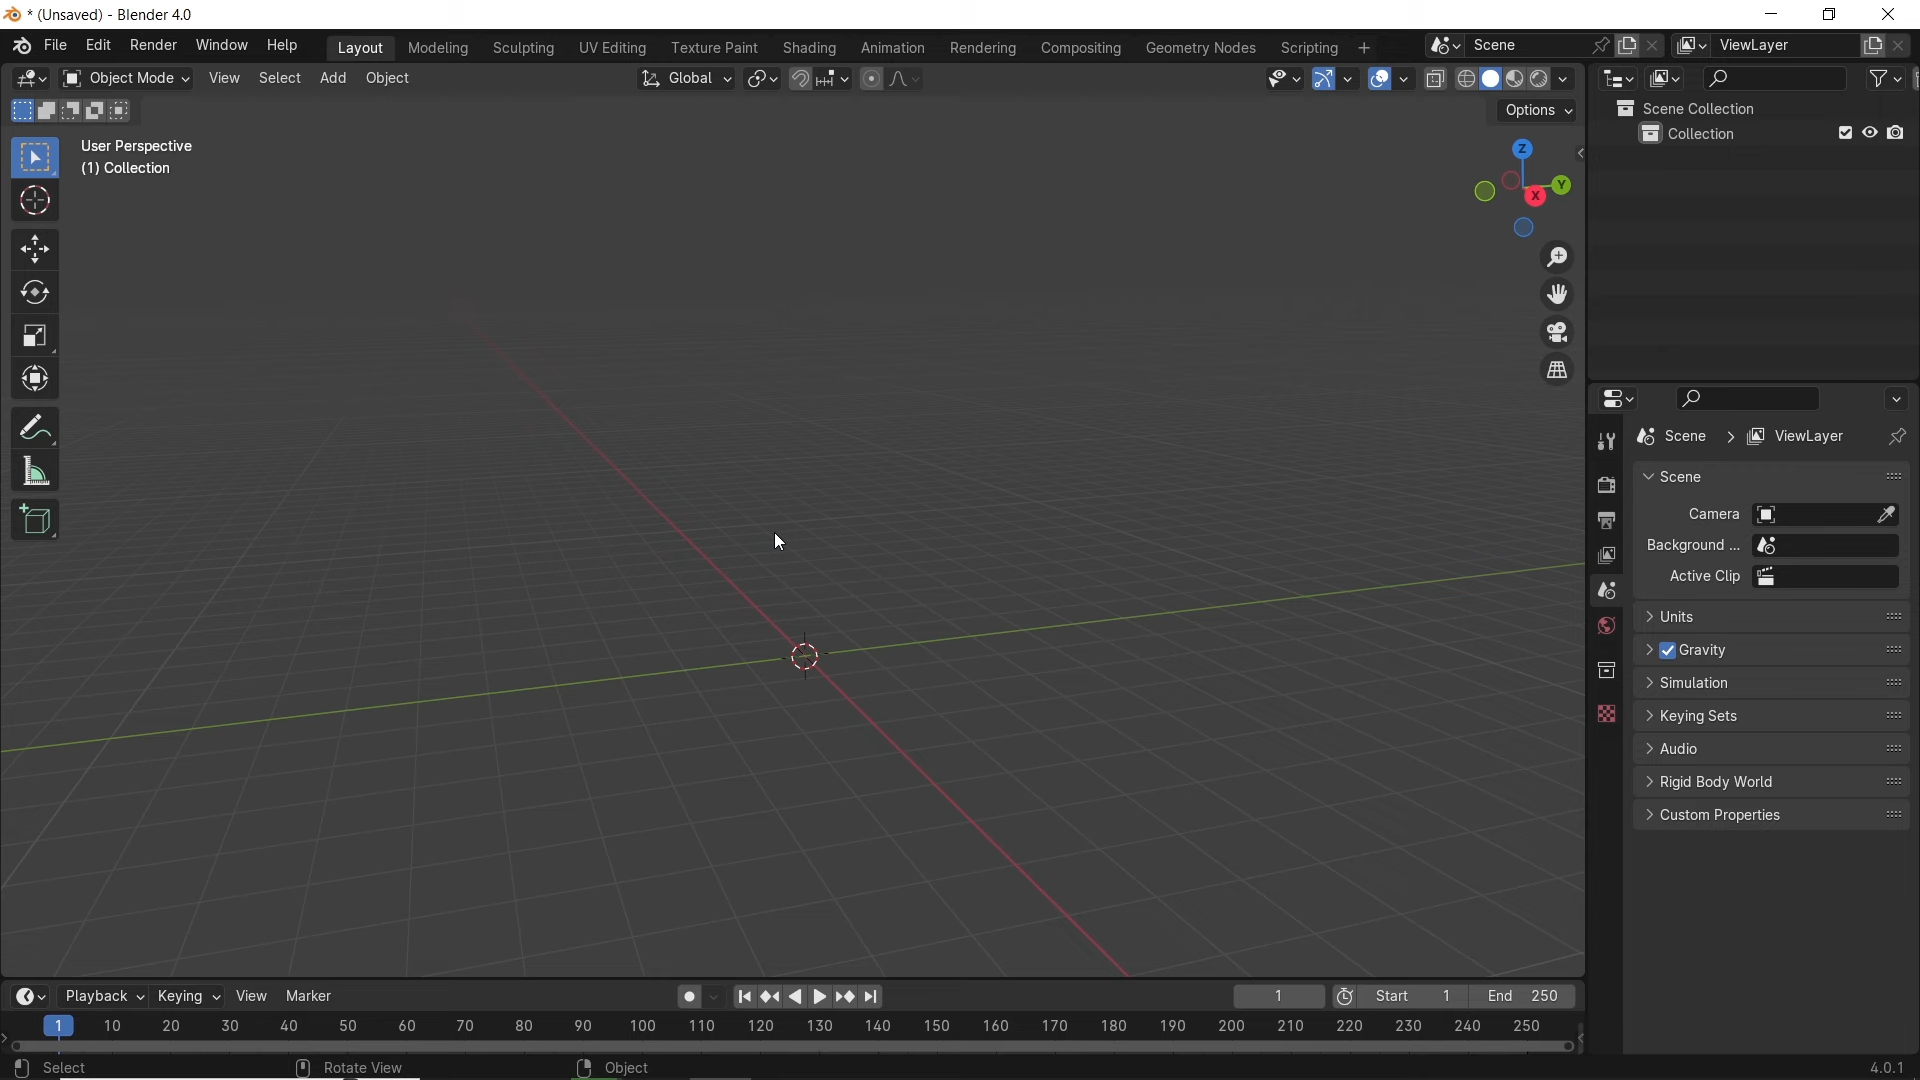 * (Unsaved) - Blender 4.0
File Edit Render Window Help Layout Modeling Sculpting UV Editing Texture Paint Shading Animation Rendering Compositing Geometry Nodes Scripting + Scene ViewLayer
Object Mode View Select Add Object Global
Options
User Perspective
(1) Collection
Z
Y
X
Scene Collection
Collection
Scene > ViewLayer
Scene
Camera
Background ...
Active Clip
Units
Gravity
Simulation
Keying Sets
Audio
Rigid Body World
Custom Properties
Playback Keying View Marker 1 Start 1 End 250
1 10 20 30 40 50 60 70 80 90 100 110 120 130 140 150 160 170 180 190 200 210 220 230 240 250
Select Rotate View Object 4.0.1